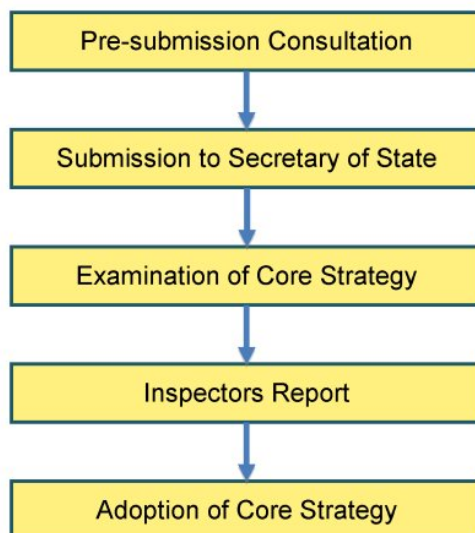 Pre-submission Consultation
Submission to Secretary of State
Examination of Core Strategy
Inspectors Report
Adoption of Core Strategy